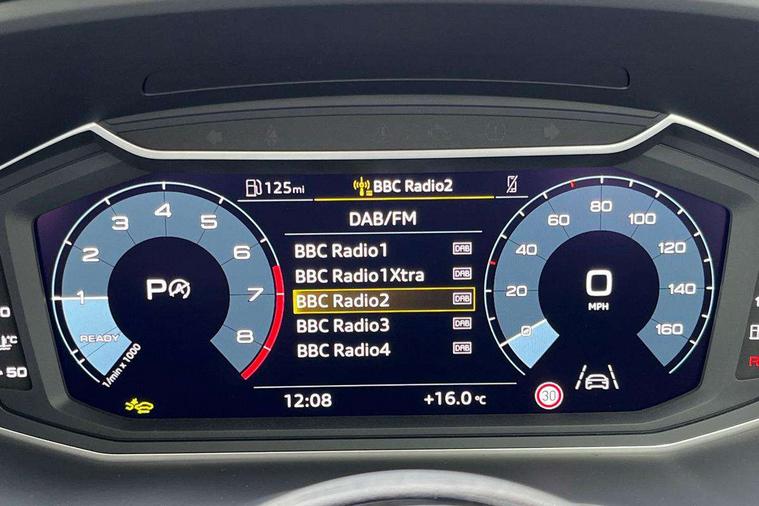 125mi
BBC Radio2
DAB/FM
BBC Radio1 DAB
BBC Radio1Xtra DAB
BBC Radio2 DAB
BBC Radio3 DAB
BBC Radio4 DAB
12:08
+16.0 °C
1
2
3
4
5
6
7
8
READY
1/min x 1000
P
A
0
20
40
60
80
100
120
140
160
0
MPH
30
°C
50
R